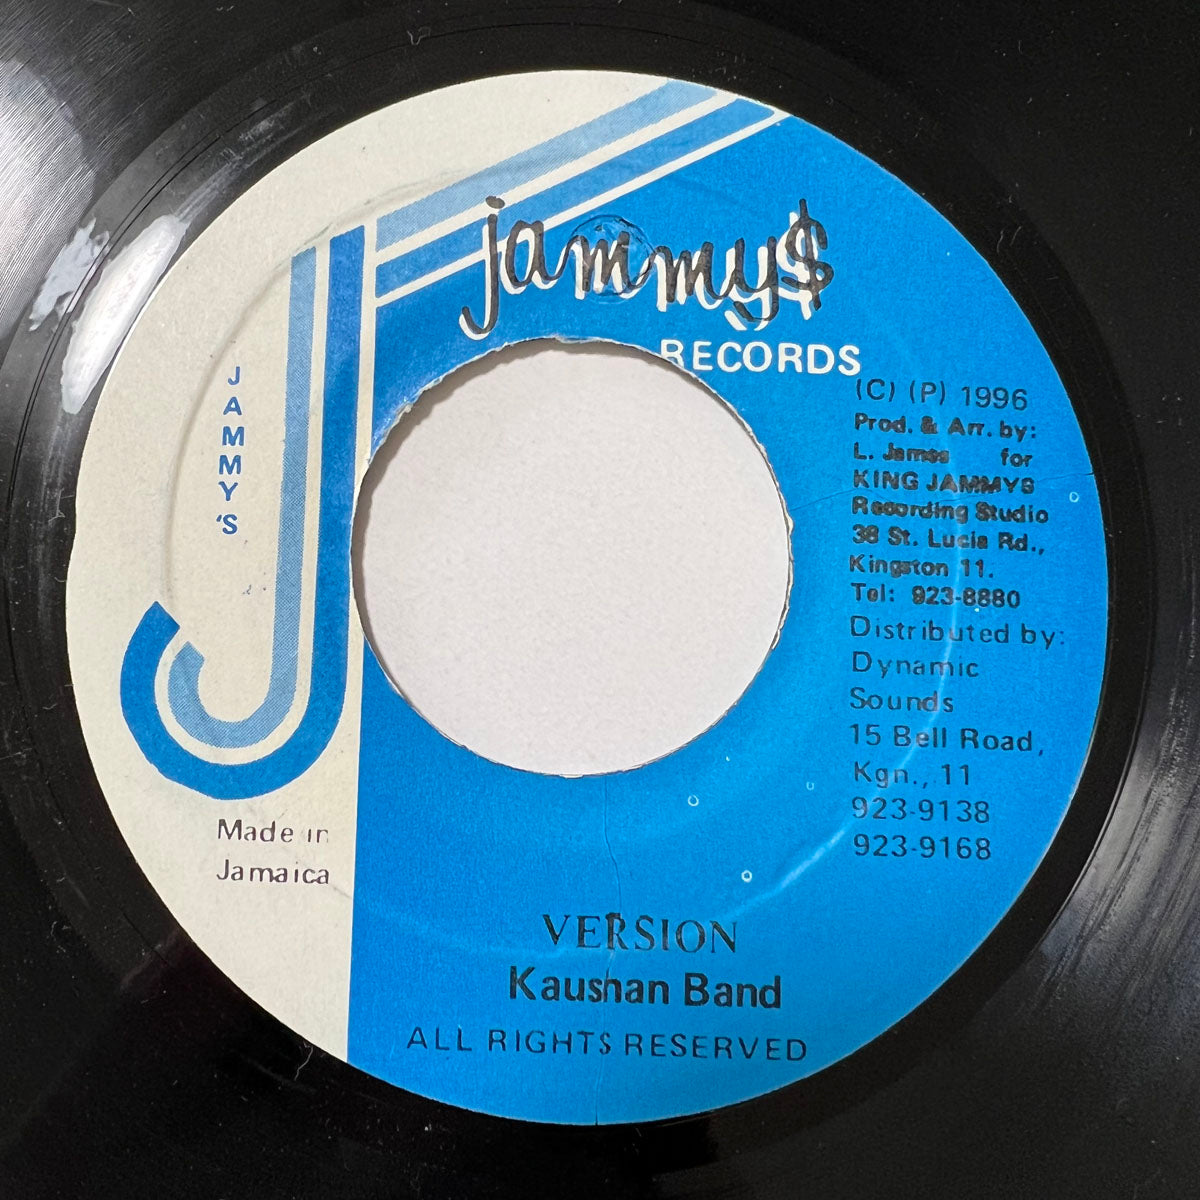 jammy$
RECORDS
JAMMY'S
(C) (P) 1996
Prod. & Arr. by:
L. James for
KING JAMMYS
Recording Studio
38 St. Lucia Rd.,
Kingston 11.
Tel: 923-8880
Distributed by:
Dynamic
Sounds
15 Bell Road,
Kgn., 11
923-9138
923-9168
Made in
Jamaica
VERSION
Kaushan Band
ALL RIGHTS RESERVED